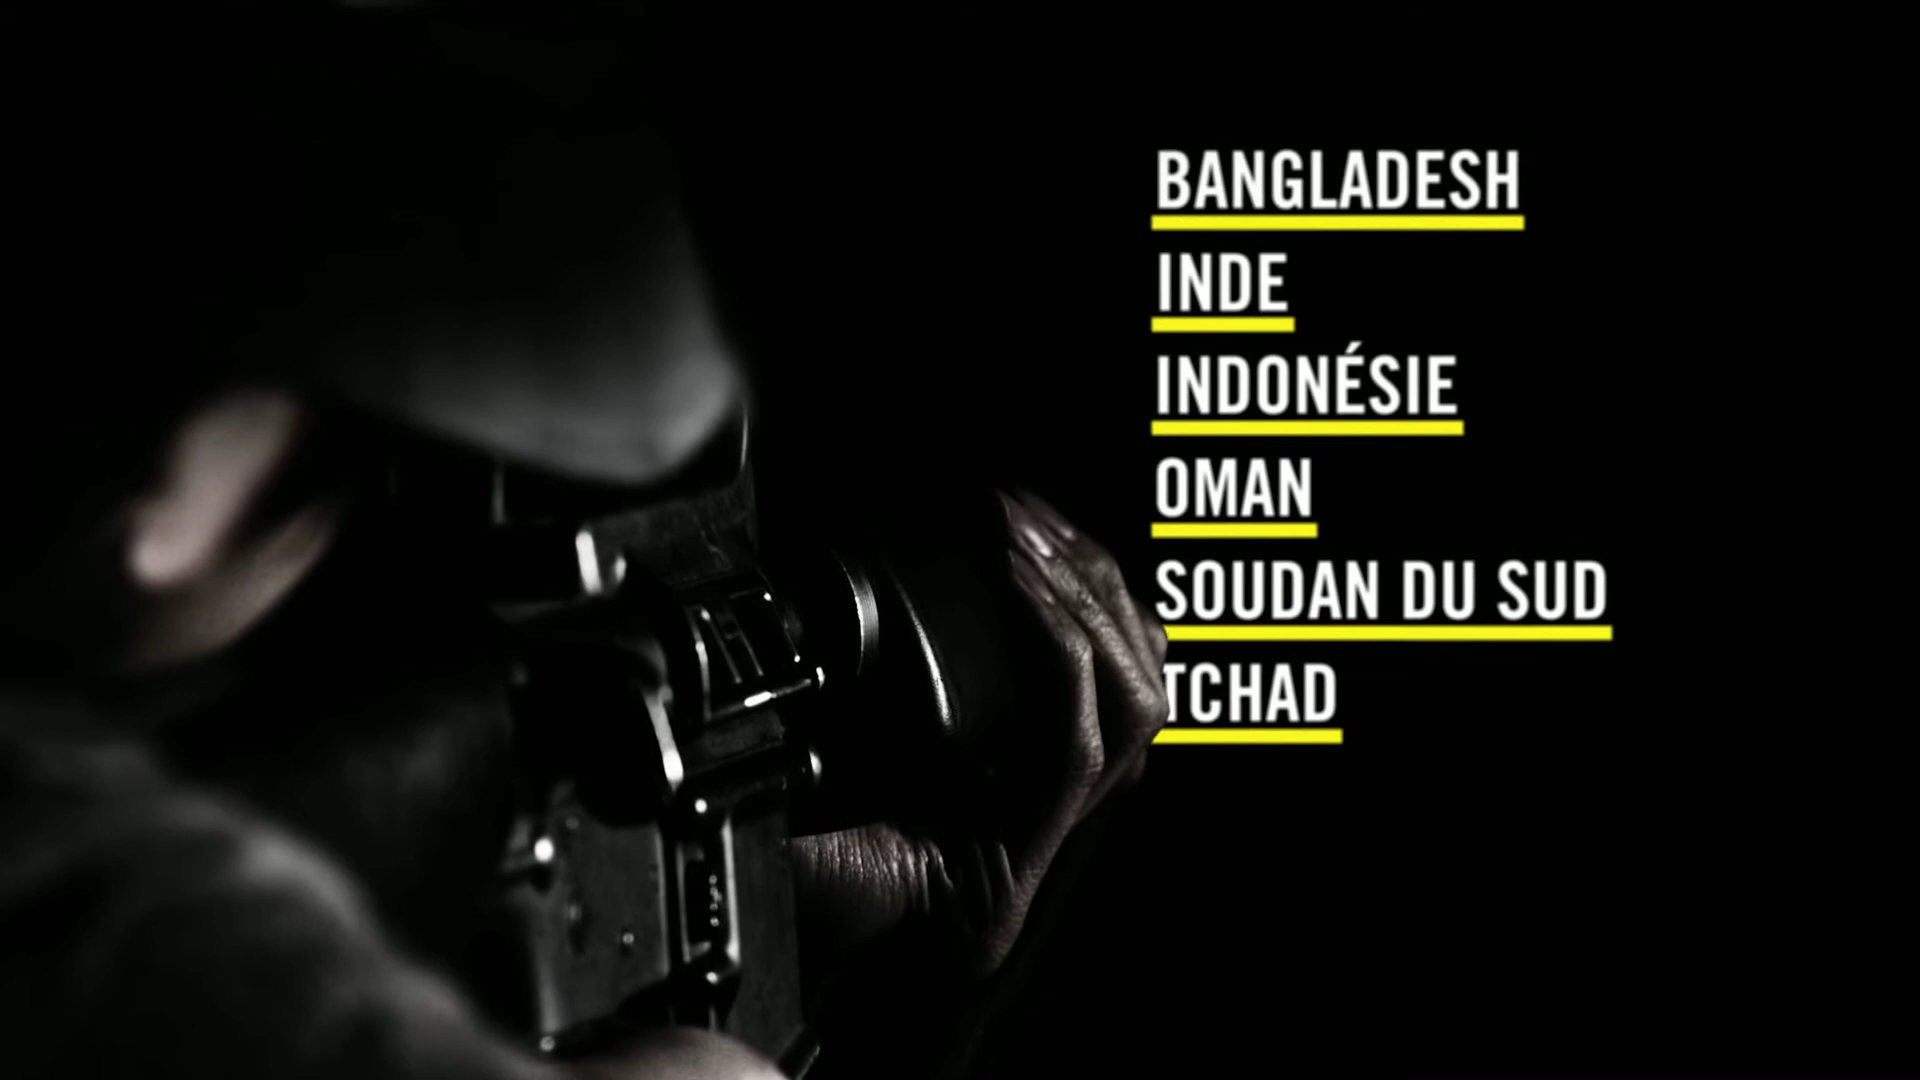 BANGLADESH
INDE
INDONÉSIE
OMAN
SOUDAN DU SUD
TCHAD